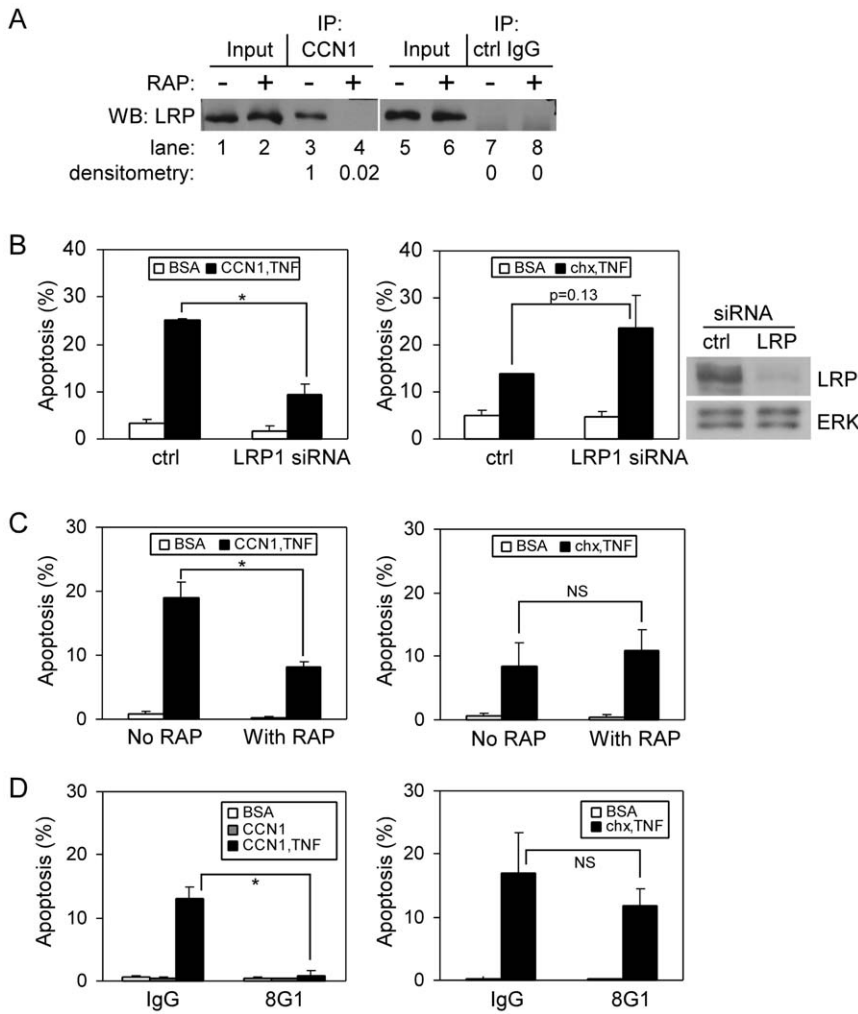 A
IP:
IP:
Input CCN1 Input ctrl IgG
RAP: - + - + - + - +
WB: LRP
lane: 1 2 3 4 5 6 7 8
densitometry: 1 0.02 0 0
B
Apoptosis (%)
40
30
20
10
0
BSA CCN1,TNF
*
ctrl LRP1 siRNA
Apoptosis (%)
40
30
20
10
0
BSA chx,TNF
p=0.13
ctrl LRP1 siRNA
siRNA
ctrl LRP
LRP
ERK
C
Apoptosis (%)
30
20
10
0
BSA CCN1,TNF
*
No RAP With RAP
Apoptosis (%)
30
20
10
0
BSA chx,TNF
NS
No RAP With RAP
D
Apoptosis (%)
30
20
10
0
BSA
CCN1
CCN1,TNF
*
IgG 8G1
Apoptosis (%)
30
20
10
0
BSA
chx,TNF
NS
IgG 8G1